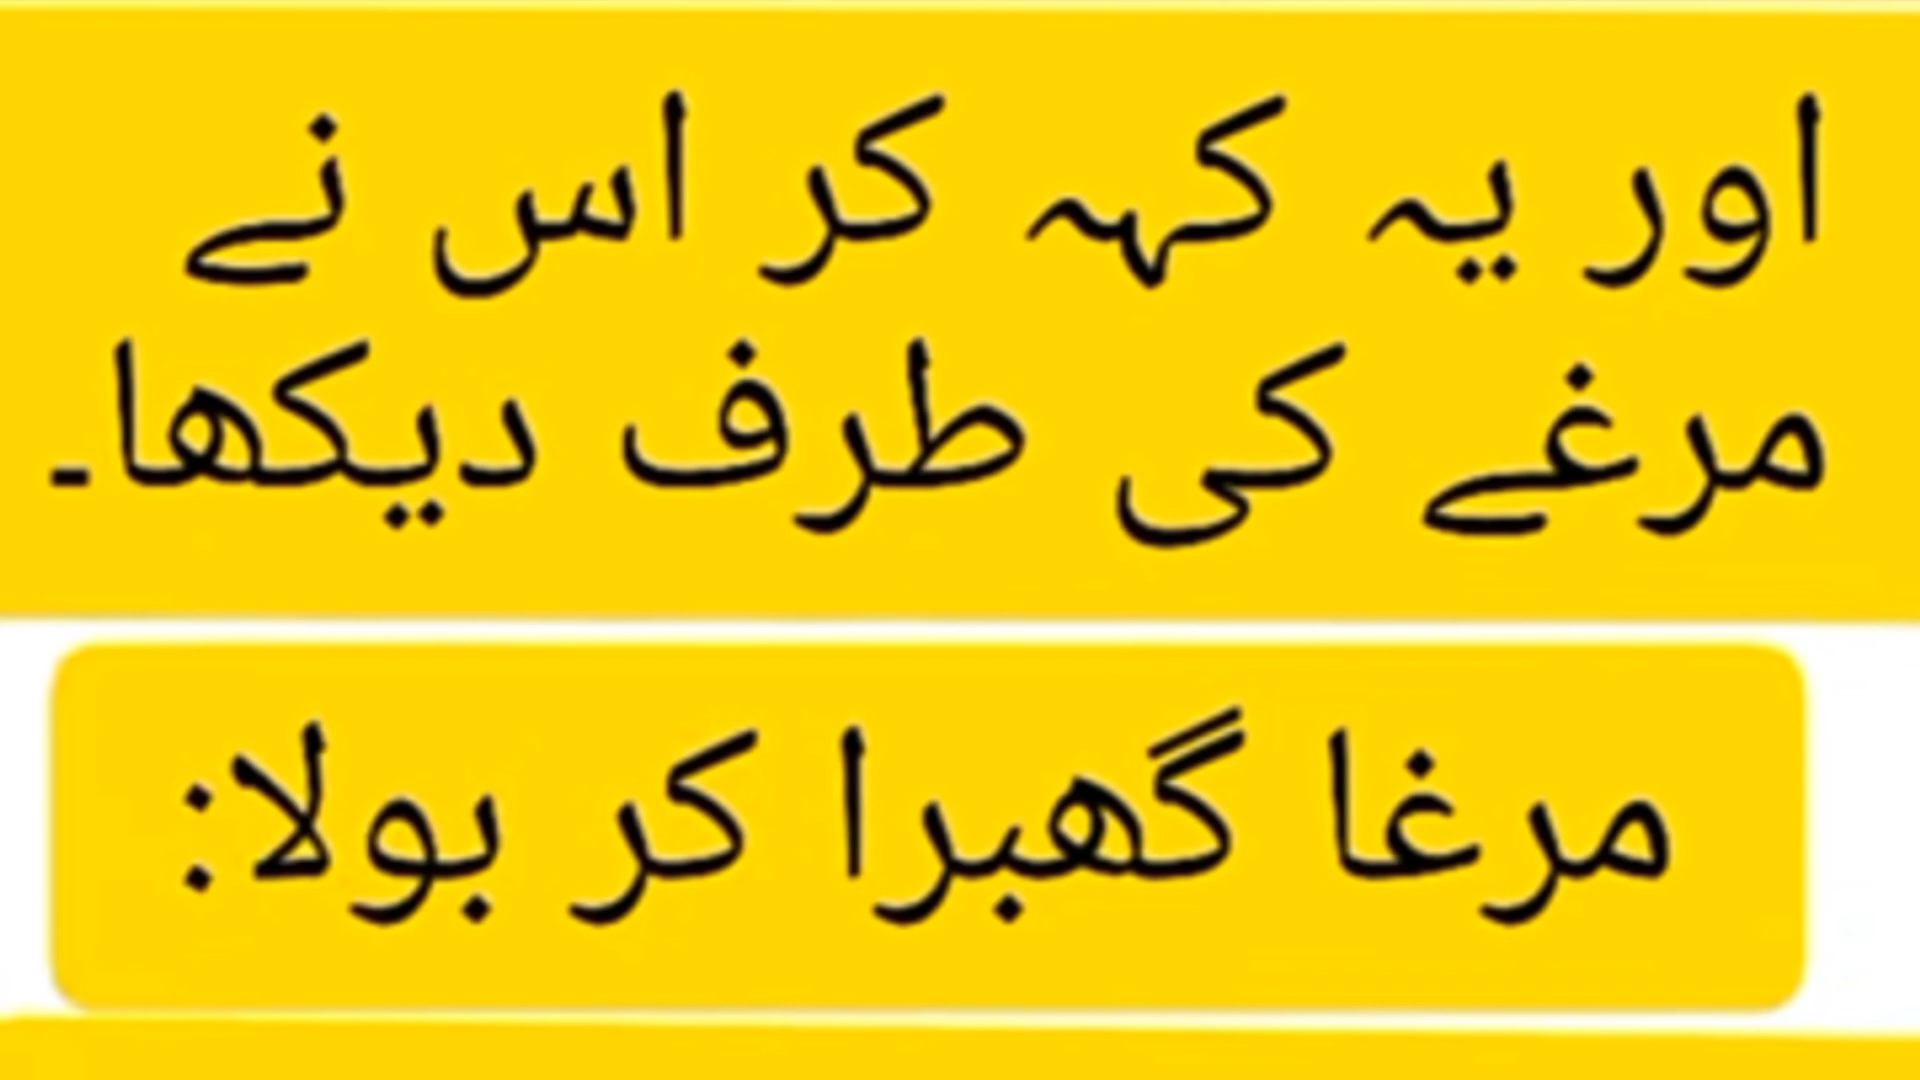 اور یہ کہہ کر اس نے
مرغے کی طرف دیکھا۔
مرغا گھبرا کر بولا: